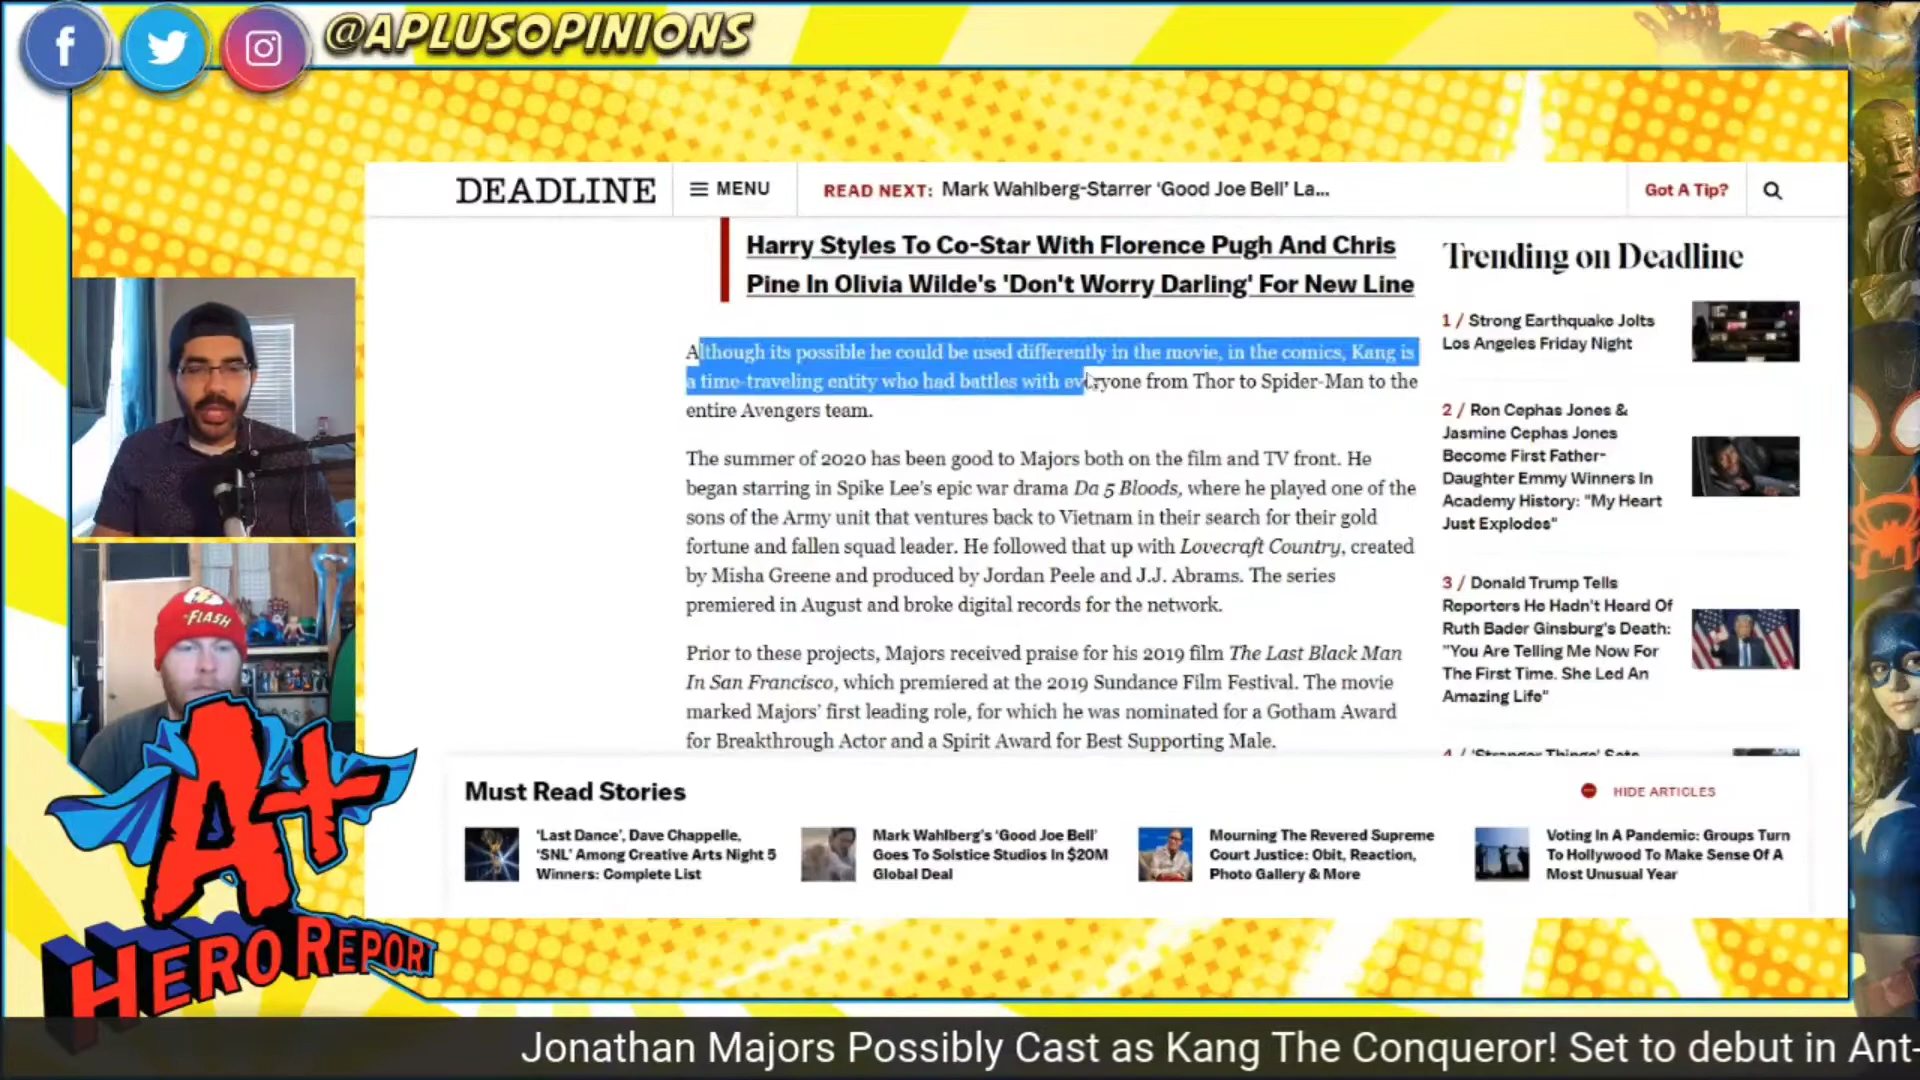 @APLUSOPINIONS
DEADLINE
MENU
READ NEXT: Mark Wahlberg-Starrer ‘Good Joe Bell’ La...
Got A Tip?
Harry Styles To Co-Star With Florence Pugh And Chris
Pine In Olivia Wilde's 'Don't Worry Darling' For New Line
Although its possible he could be used differently in the movie, in the comics, Kang is
a time-traveling entity who had battles with everyone from Thor to Spider-Man to the
entire Avengers team.
The summer of 2020 has been good to Majors both on the film and TV front. He
began starring in Spike Lee’s epic war drama Da 5 Bloods, where he played one of the
sons of the Army unit that ventures back to Vietnam in their search for their gold
fortune and fallen squad leader. He followed that up with Lovecraft Country, created
by Misha Greene and produced by Jordan Peele and J.J. Abrams. The series
premiered in August and broke digital records for the network.
Prior to these projects, Majors received praise for his 2019 film The Last Black Man
In San Francisco, which premiered at the 2019 Sundance Film Festival. The movie
marked Majors’ first leading role, for which he was nominated for a Gotham Award
for Breakthrough Actor and a Spirit Award for Best Supporting Male.
Trending on Deadline
1 / Strong Earthquake Jolts
Los Angeles Friday Night
2 / Ron Cephas Jones &
Jasmine Cephas Jones
Become First Father-
Daughter Emmy Winners In
Academy History: "My Heart
Just Explodes"
3 / Donald Trump Tells
Reporters He Hadn't Heard Of
Ruth Bader Ginsburg's Death:
"You Are Telling Me Now For
The First Time. She Led An
Amazing Life"
4 / 'Stranger Things' Sets
Must Read Stories
HIDE ARTICLES
‘Last Dance’, Dave Chappelle,
‘SNL’ Among Creative Arts Night 5
Winners: Complete List
Mark Wahlberg’s ‘Good Joe Bell’
Goes To Solstice Studios In $20M
Global Deal
Mourning The Revered Supreme
Court Justice: Obit, Reaction,
Photo Gallery & More
Voting In A Pandemic: Groups Turn
To Hollywood To Make Sense Of A
Most Unusual Year
FLASH
A+
HERO REPORT
Jonathan Majors Possibly Cast as Kang The Conqueror! Set to debut in Ant-